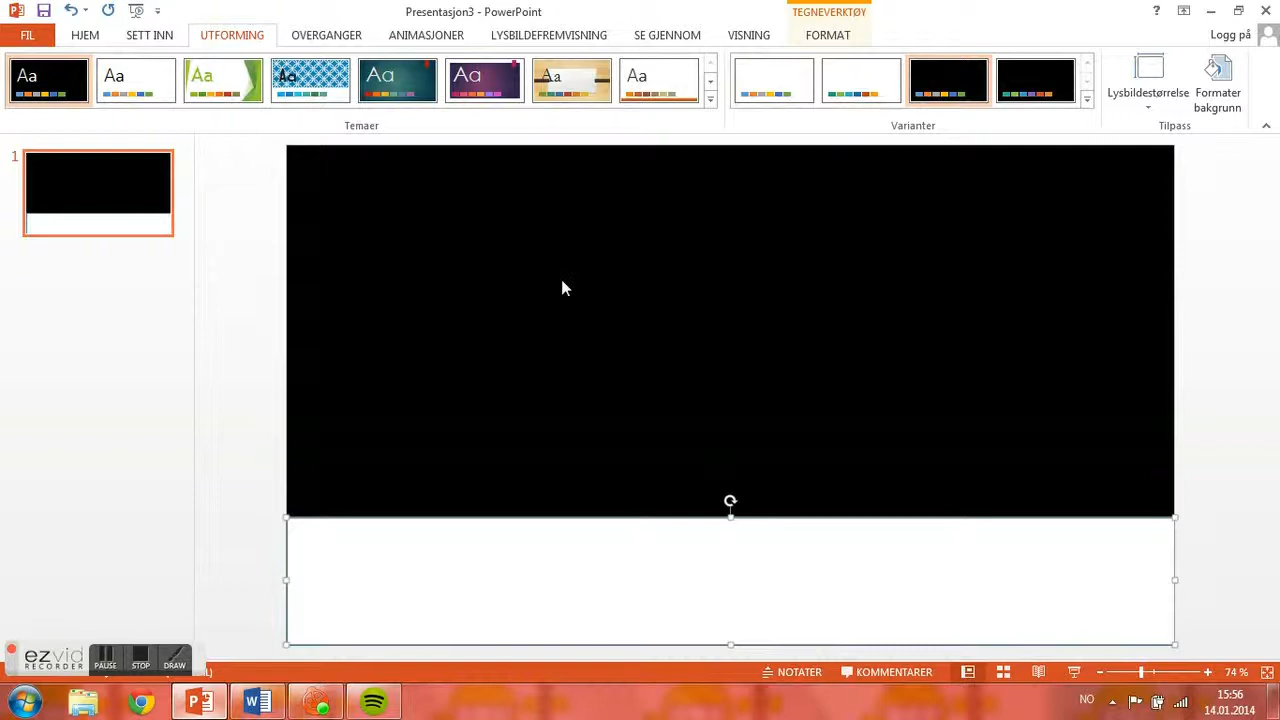 Presentasjon3 - PowerPoint
TEGNEVERKTØY
?
FIL
HJEM
SETT INN
UTFORMING
OVERGANGER
ANIMASJONER
LYSBILDEFREMVISNING
SE GJENNOM
VISNING
FORMAT
Logg på
Aa
Aa
Aa
Aa
Aa
Aa
Aa
Aa
Lysbildestørrelse
Formater
bakgrunn
Temaer
Varianter
Tilpass
1
ezvid
RECORDER
PAUSE
STOP
DRAW
NOTATER
KOMMENTARER
74 %
NO
15:56
14.01.2014